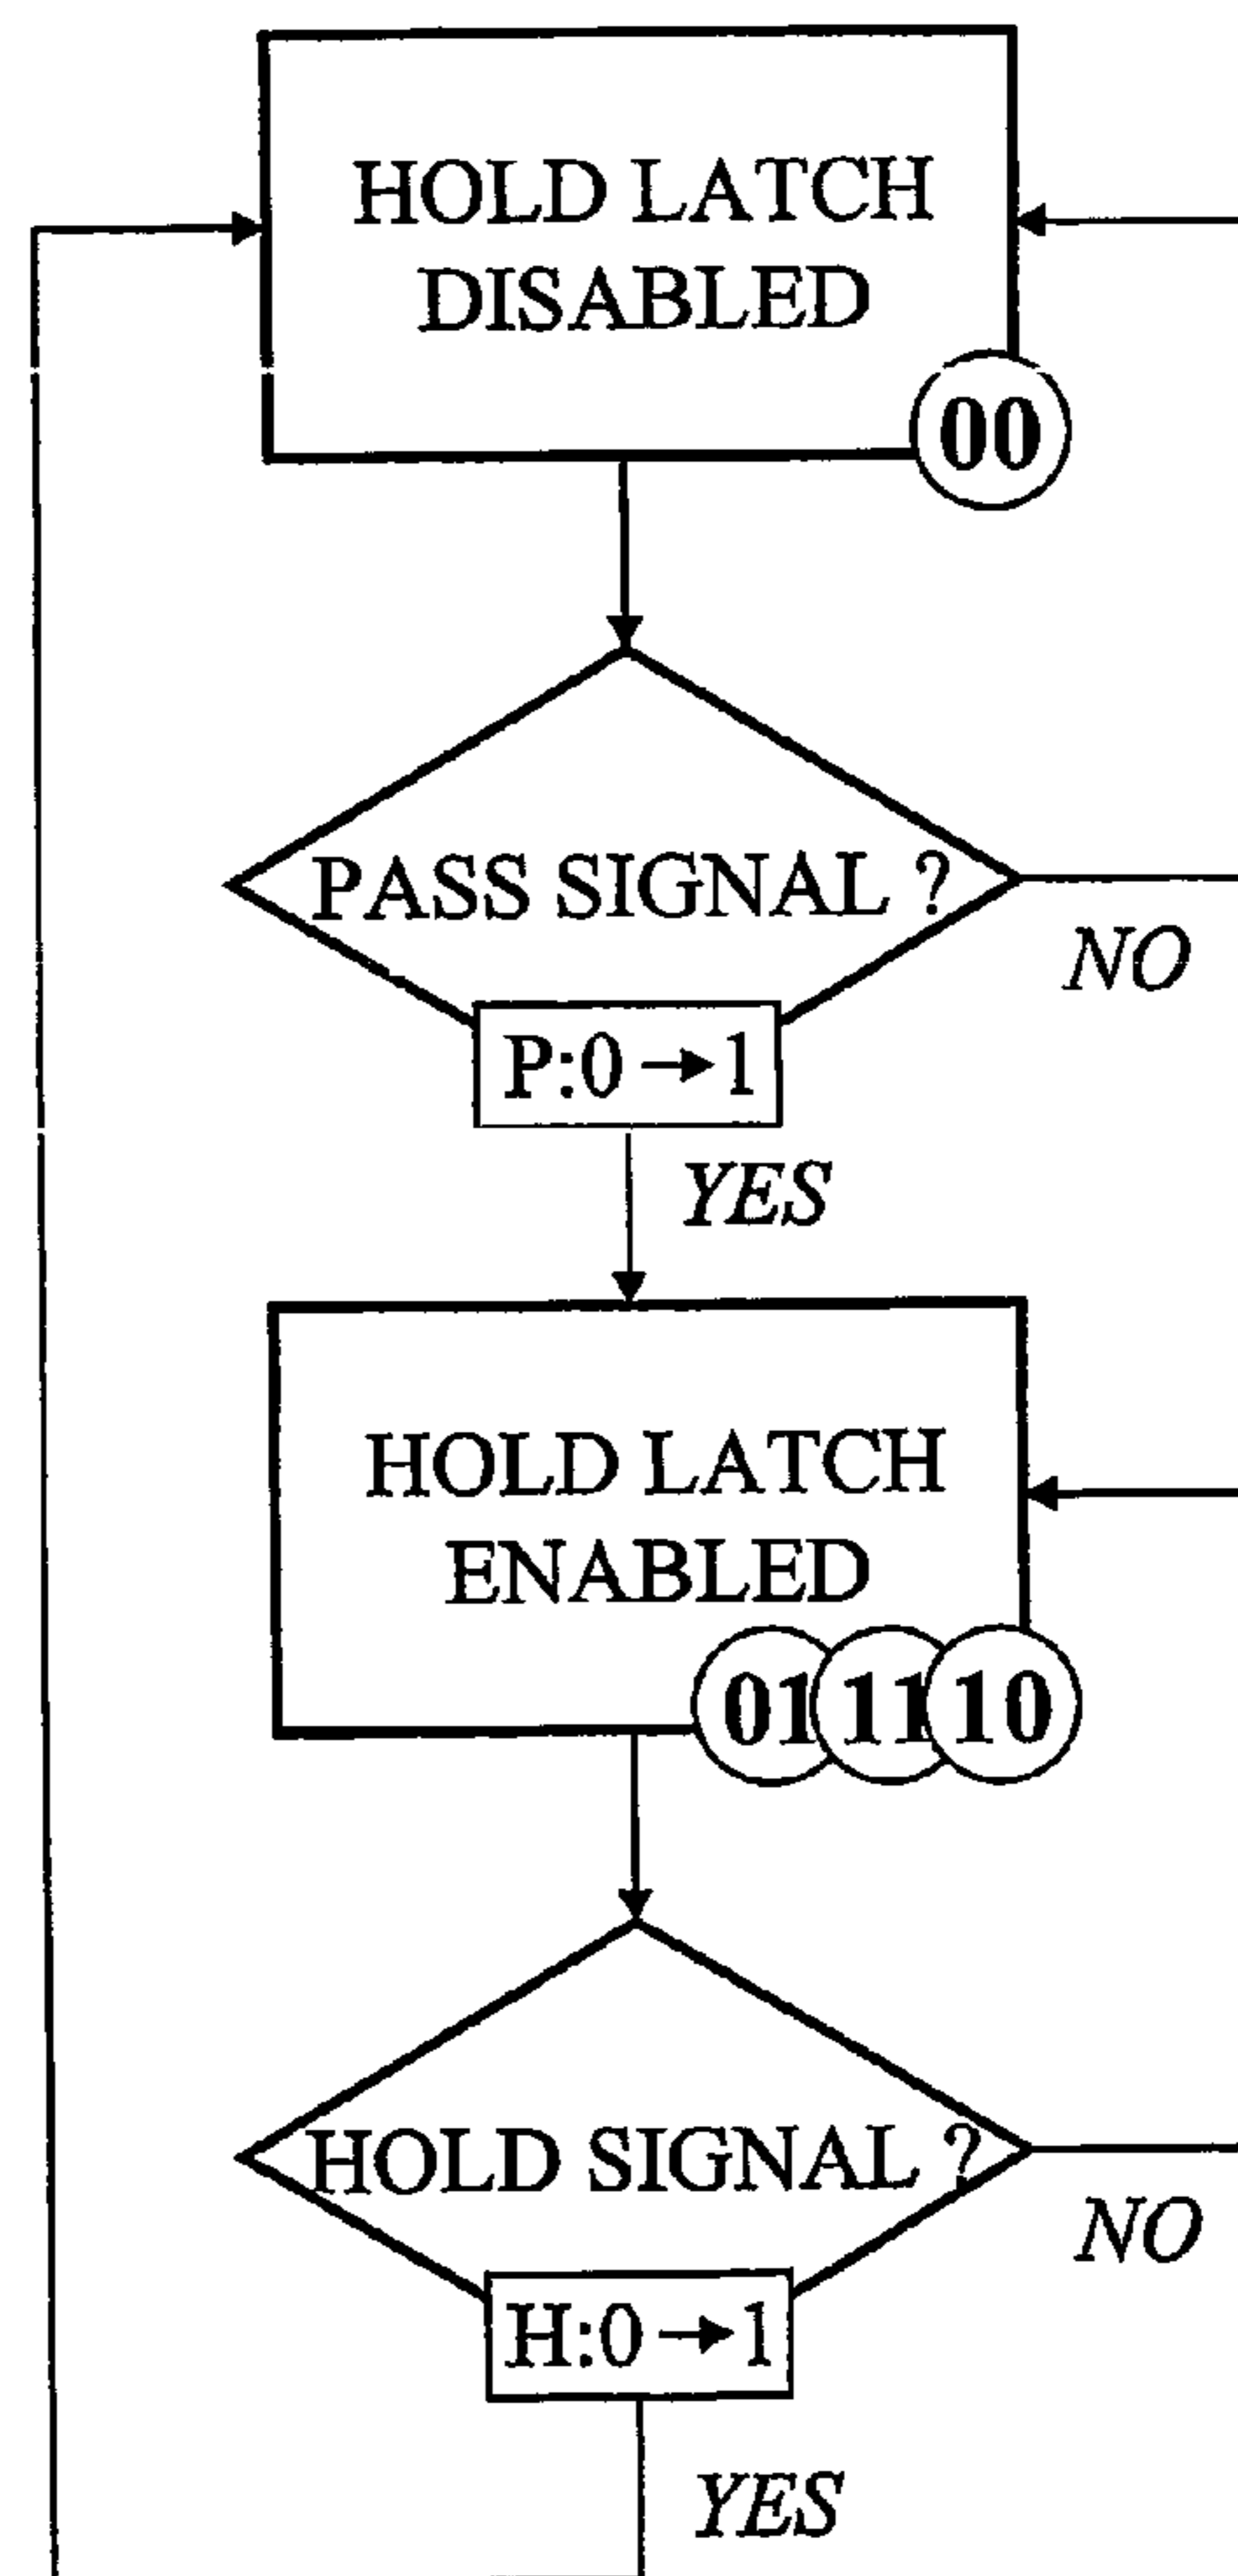 HOLD LATCH
DISABLED
00
PASS SIGNAL ?
NO
P:0→1
YES
HOLD LATCH
ENABLED
01 11 10
HOLD SIGNAL ?
NO
H:0→1
YES